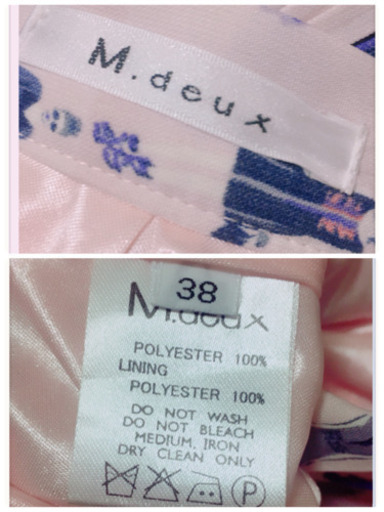 M.deux
38
M.deux
POLYESTER 100%
LINING
POLYESTER 100%
DO NOT WASH
DO NOT BLEACH
MEDIUM. IRON
DRY CLEAN ONLY
P